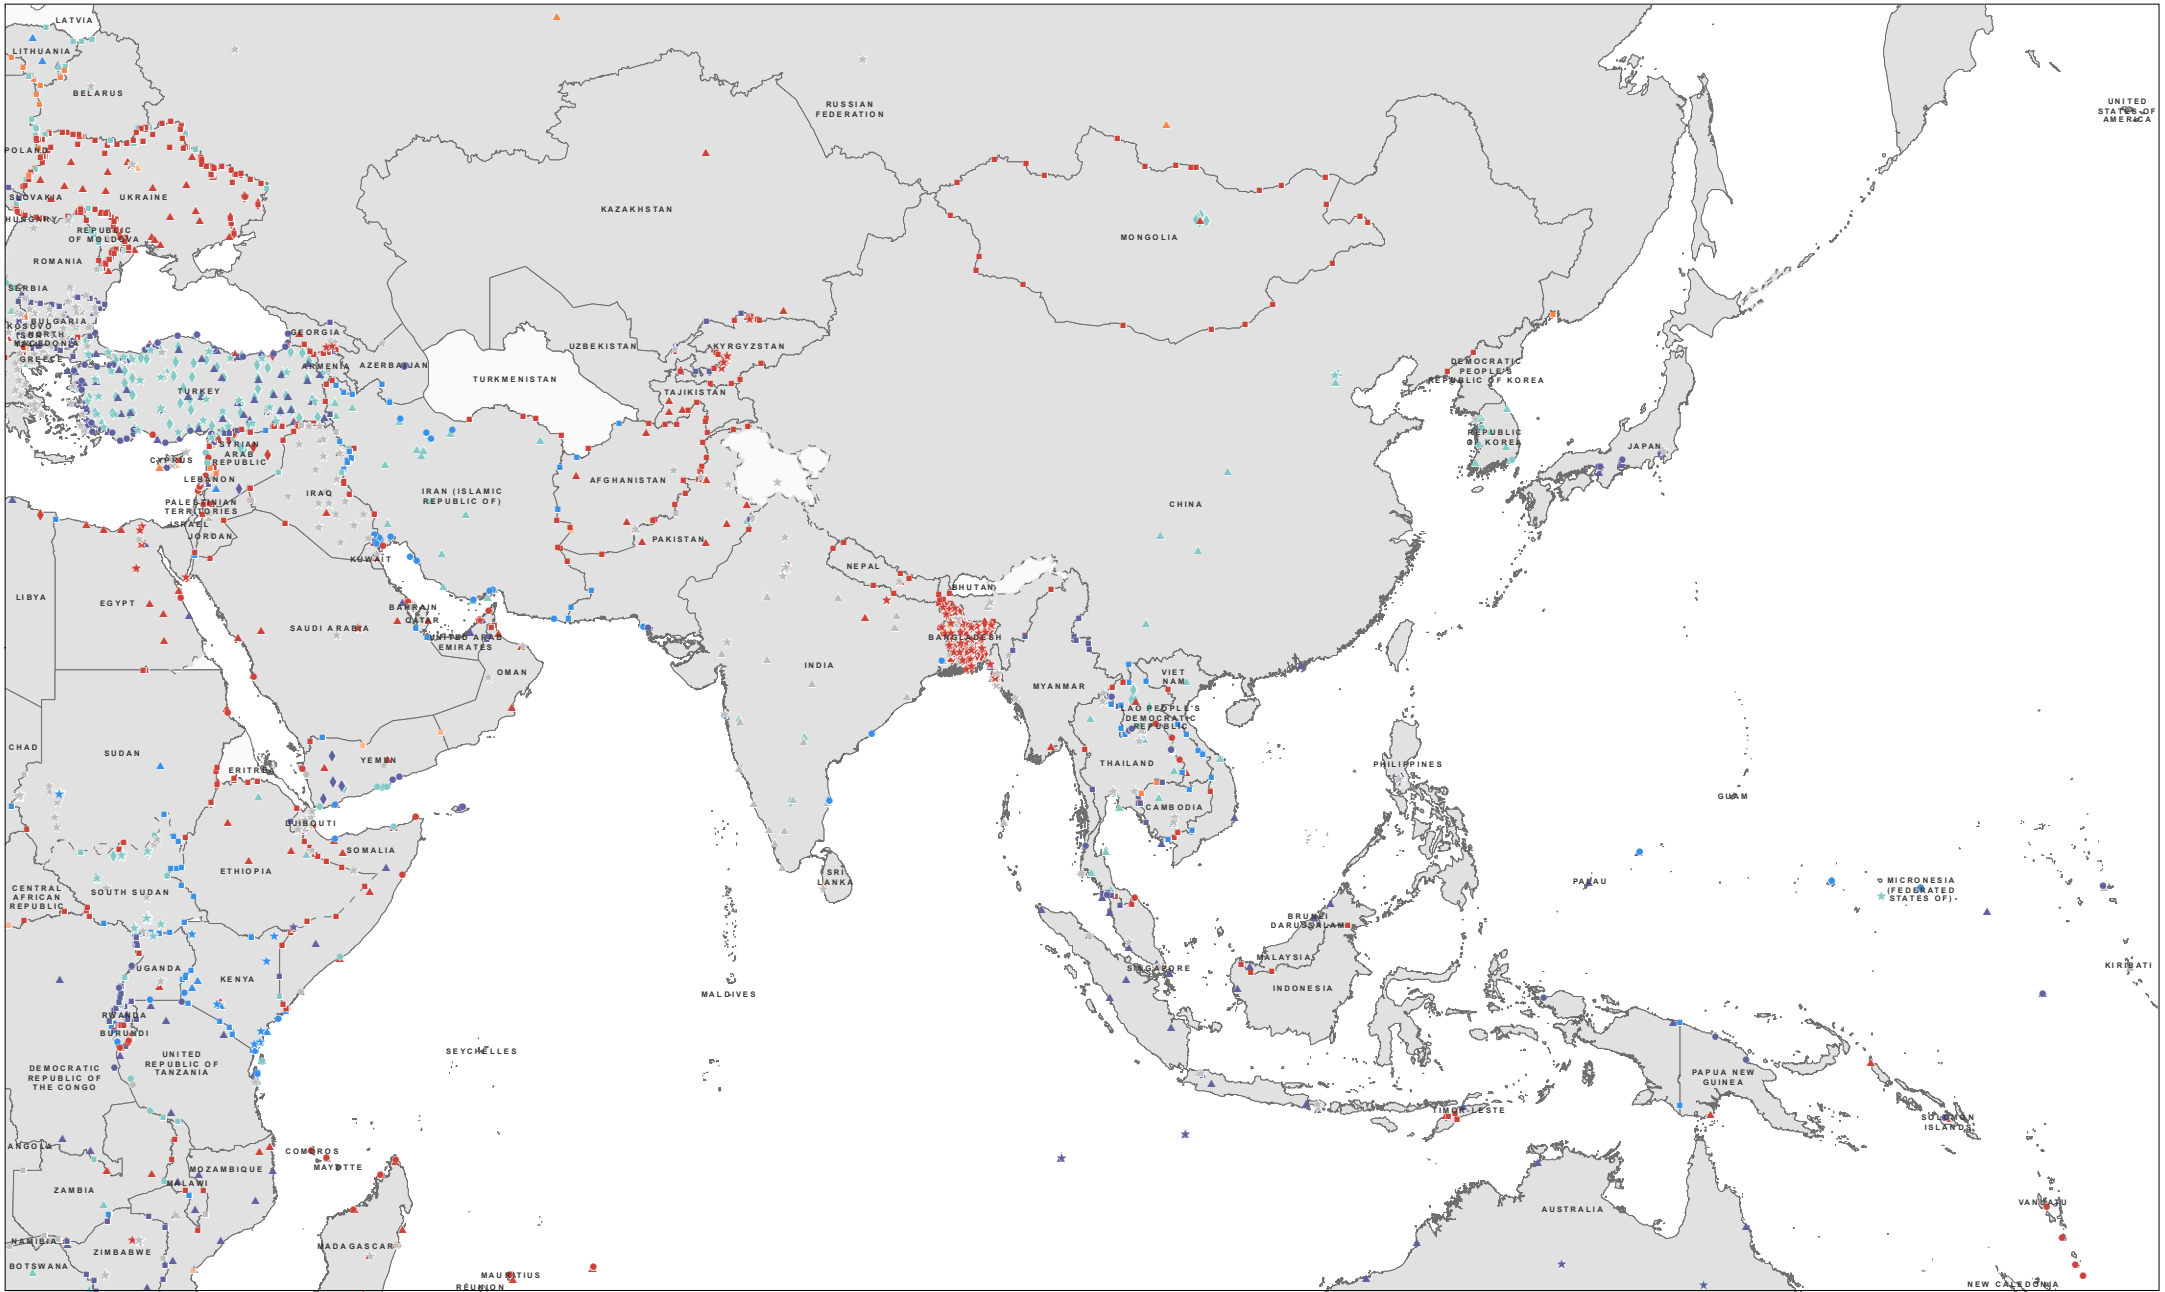 LATVIA
LITHUANIA
BELARUS
RUSSIAN
FEDERATION
UNITED
STATES OF
AMERICA
POLAND
SLOVAKIA
UKRAINE
HUNGARY
REPUBLIC
OF MOLDOVA
ROMANIA
KAZAKHSTAN
MONGOLIA
SERBIA
BULGARIA
KOSOVO
NORTH
MACEDONIA
GREECE
GEORGIA
ARMENIA
AZERBAIJAN
UZBEKISTAN
KYRGYZSTAN
TURKMENISTAN
TAJIKISTAN
TURKEY
DEMOCRATIC
PEOPLE'S
REPUBLIC OF KOREA
REPUBLIC
OF KOREA
JAPAN
CYPRUS
SYRIAN
ARAB
REPUBLIC
LEBANON
PALESTINIAN
TERRITORIES
ISRAEL
JORDAN
IRAQ
IRAN (ISLAMIC
REPUBLIC OF)
AFGHANISTAN
PAKISTAN
CHINA
KUWAIT
NEPAL
BHUTAN
LIBYA
EGYPT
SAUDI ARABIA
BAHRAIN
QATAR
UNITED ARAB
EMIRATES
OMAN
INDIA
BANGLADESH
MYANMAR
VIET
NAM
LAO PEOPLE'S
DEMOCRATIC
REPUBLIC
THAILAND
CAMBODIA
PHILIPPINES
GUAM
CHAD
SUDAN
ERITREA
YEMEN
DJIBOUTI
SOMALIA
ETHIOPIA
CENTRAL
AFRICAN
REPUBLIC
SOUTH SUDAN
SRI
LANKA
PALAU
MICRONESIA
(FEDERATED
STATES OF)
BRUNEI
DARUSSALAM
MALAYSIA
SINGAPORE
INDONESIA
KIRIBATI
MALDIVES
UGANDA
KENYA
RWANDA
BURUNDI
UNITED
REPUBLIC OF
TANZANIA
DEMOCRATIC
REPUBLIC OF
THE CONGO
SEYCHELLES
PAPUA NEW
GUINEA
TIMOR-LESTE
SOLOMON
ISLANDS
ANGOLA
ZAMBIA
COMOROS
MAYOTTE
MOZAMBIQUE
MALAWI
VANUATU
AUSTRALIA
NAMIBIA
ZIMBABWE
BOTSWANA
MADAGASCAR
MAURITIUS
RÉUNION
NEW CALEDONIA